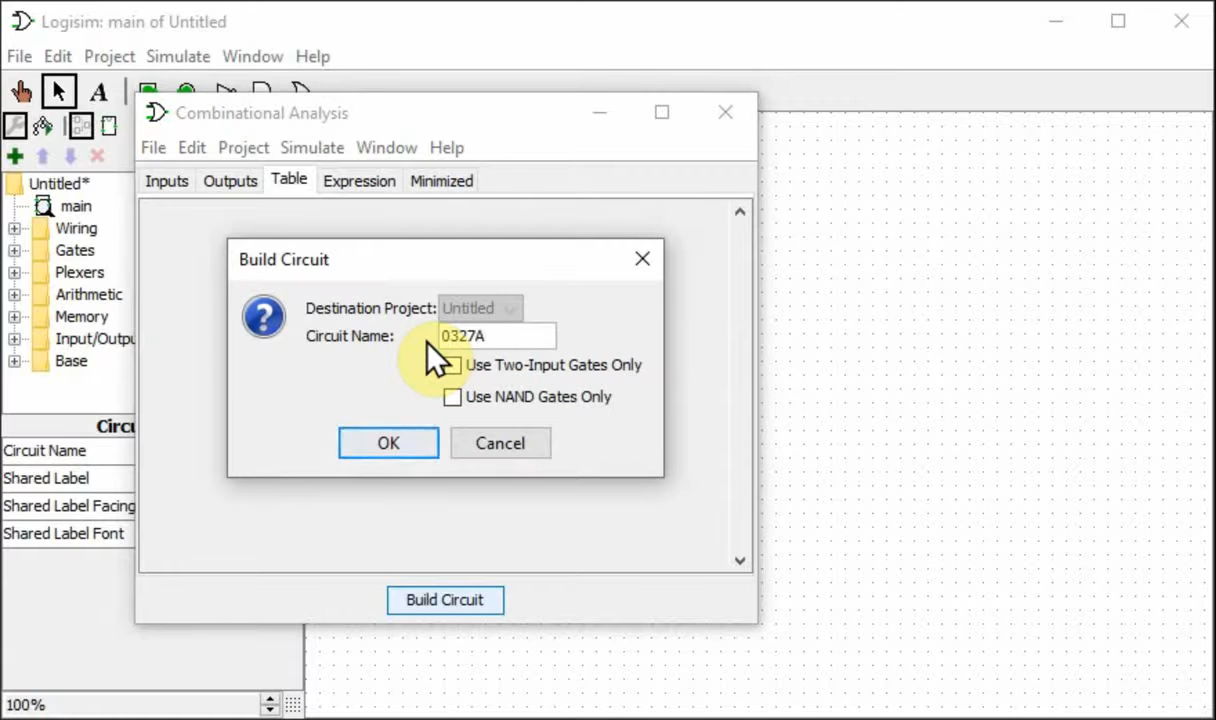 Logisim: main of Untitled
File Edit Project Simulate Window Help
A
Combinational Analysis
File Edit Project Simulate Window Help
Inputs Outputs Table Expression Minimized
Untitled*
main
Wiring
Gates
Plexers
Arithmetic
Memory
Input/Outpu
Base
Build Circuit
Destination Project: Untitled
Circuit Name: 0327A
Use Two-Input Gates Only
Use NAND Gates Only
OK Cancel
Circu
Circuit Name
Shared Label
Shared Label Facing
Shared Label Font
Build Circuit
100%